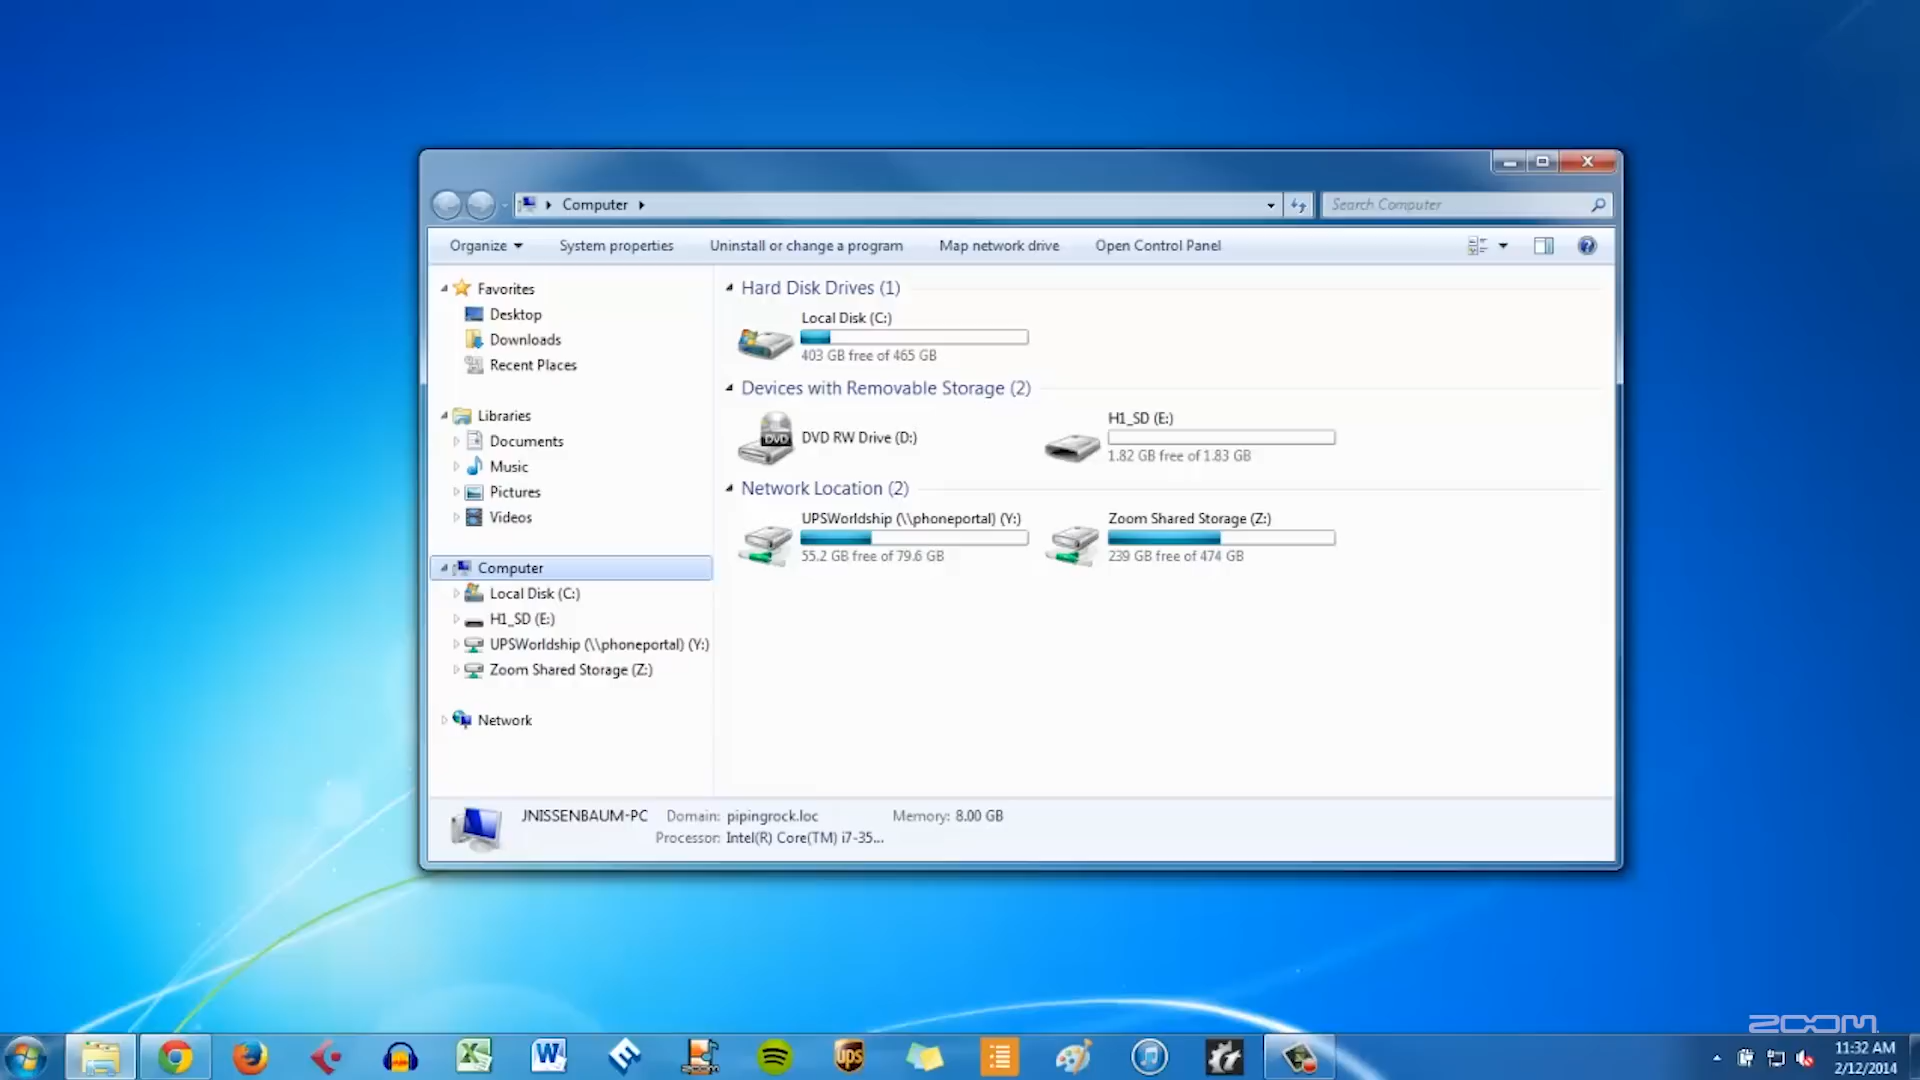 Computer
Search Computer
Organize
System properties
Uninstall or change a program
Map network drive
Open Control Panel
Favorites
Desktop
Downloads
Recent Places
Libraries
Documents
Music
Pictures
Videos
Computer
Local Disk (C:)
H1_SD (E:)
UPSWorldship (\\phoneportal) (Y:)
Zoom Shared Storage (Z:)
Network
Hard Disk Drives (1)
Local Disk (C:)
403 GB free of 465 GB
Devices with Removable Storage (2)
DVD
DVD RW Drive (D:)
H1_SD (E:)
1.82 GB free of 1.83 GB
Network Location (2)
UPSWorldship (\\phoneportal) (Y:)
55.2 GB free of 79.6 GB
Zoom Shared Storage (Z:)
239 GB free of 474 GB
JNISSENBAUM-PC
Domain: pipingrock.loc
Memory: 8.00 GB
Processor: Intel(R) Core(TM) i7-35...
ZOOM
ups
11:32 AM
2/12/2014